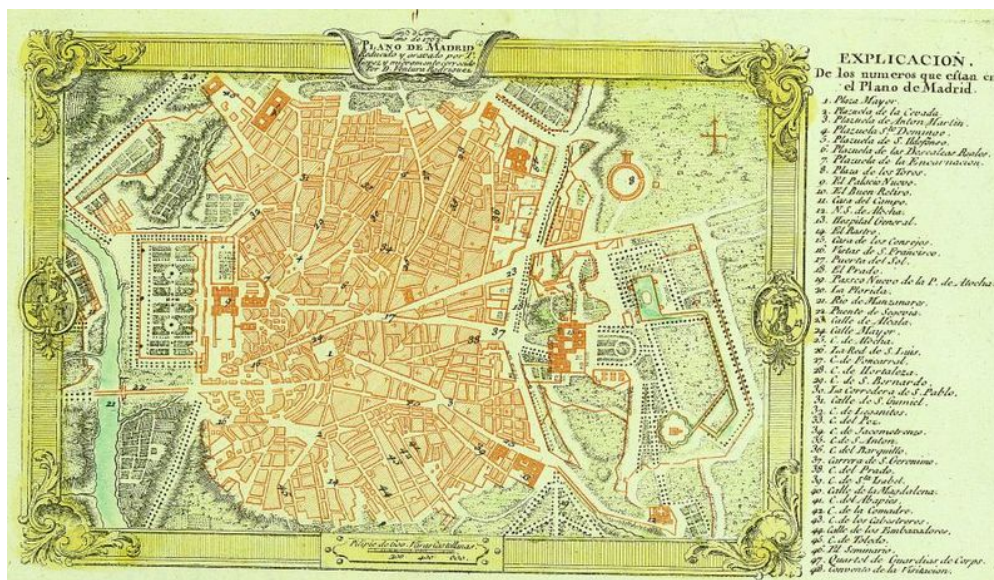 PLANO DE MADRID
EXPLICACION.
De los numeros que estan en
el Plano de Madrid.
1. Plaza Mayor.
2. Plazuela de la Cevada.
3. Plazuela de Anton Martin.
4. Plazuela Sto Domingo.
5. Plazuela de S. Ildefonso.
6. Plazuela de las Descalzas Reales.
7. Plazuela de la Encarnacion.
8. Plaza de los Toros.
9. El Palacio Nuevo.
10. El Buen Retiro.
11. Casa del Campo.
12. N.S. de Atocha.
13. Hospital General.
14. El Rastro.
15. Casa de los Consejos.
16. Vistas de S. Francisco.
17. Puerta del Sol.
18. El Prado.
19. Passeo Nuevo de la P. de Atocha.
20. La Florida.
21. Rio de Manzanares.
22. Puente de Segovia.
23. Calle de Alcala.
24. Calle Mayor.
25. C. de Atocha.
26. La Red de S. Luis.
27. C. de Foncarral.
28. C. de Hortaleza.
29. C. de S. Bernardo.
30. La Corredera de S. Pablo.
31. Calle de S.
32. C. de
33. C. del Pez.
34. C. de Jacometrenzo.
35. C. de S. Anton.
36. C. del Barquillo.
37. Carrera de S. Geronimo.
38. C. del Prado.
39. C. de Sta Isabel.
40. Calle de la Magdalena.
41. C. del Abapies.
42. C. de la Comadre.
43. C. de los Cabestreros.
44. Calle de los Embaxadores.
45. C. de Toledo.
46. El Seminario.
47. Quartel de Guardias de Corps.
48. Convento de la Visitacion.